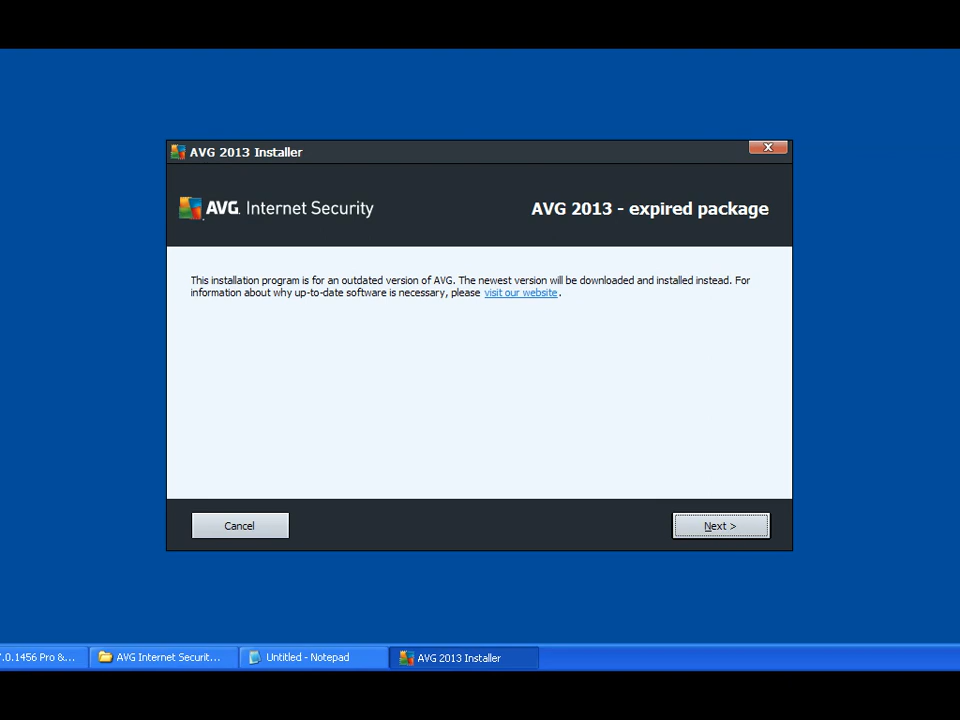 AVG 2013 Installer
AVG. Internet Security
AVG 2013 - expired package
This installation program is for an outdated version of AVG. The newest version will be downloaded and installed instead. For
information about why up-to-date software is necessary, please visit our website.
Cancel
Next >
.0.1456 Pro &...
AVG Internet Securit...
Untitled - Notepad
AVG 2013 Installer